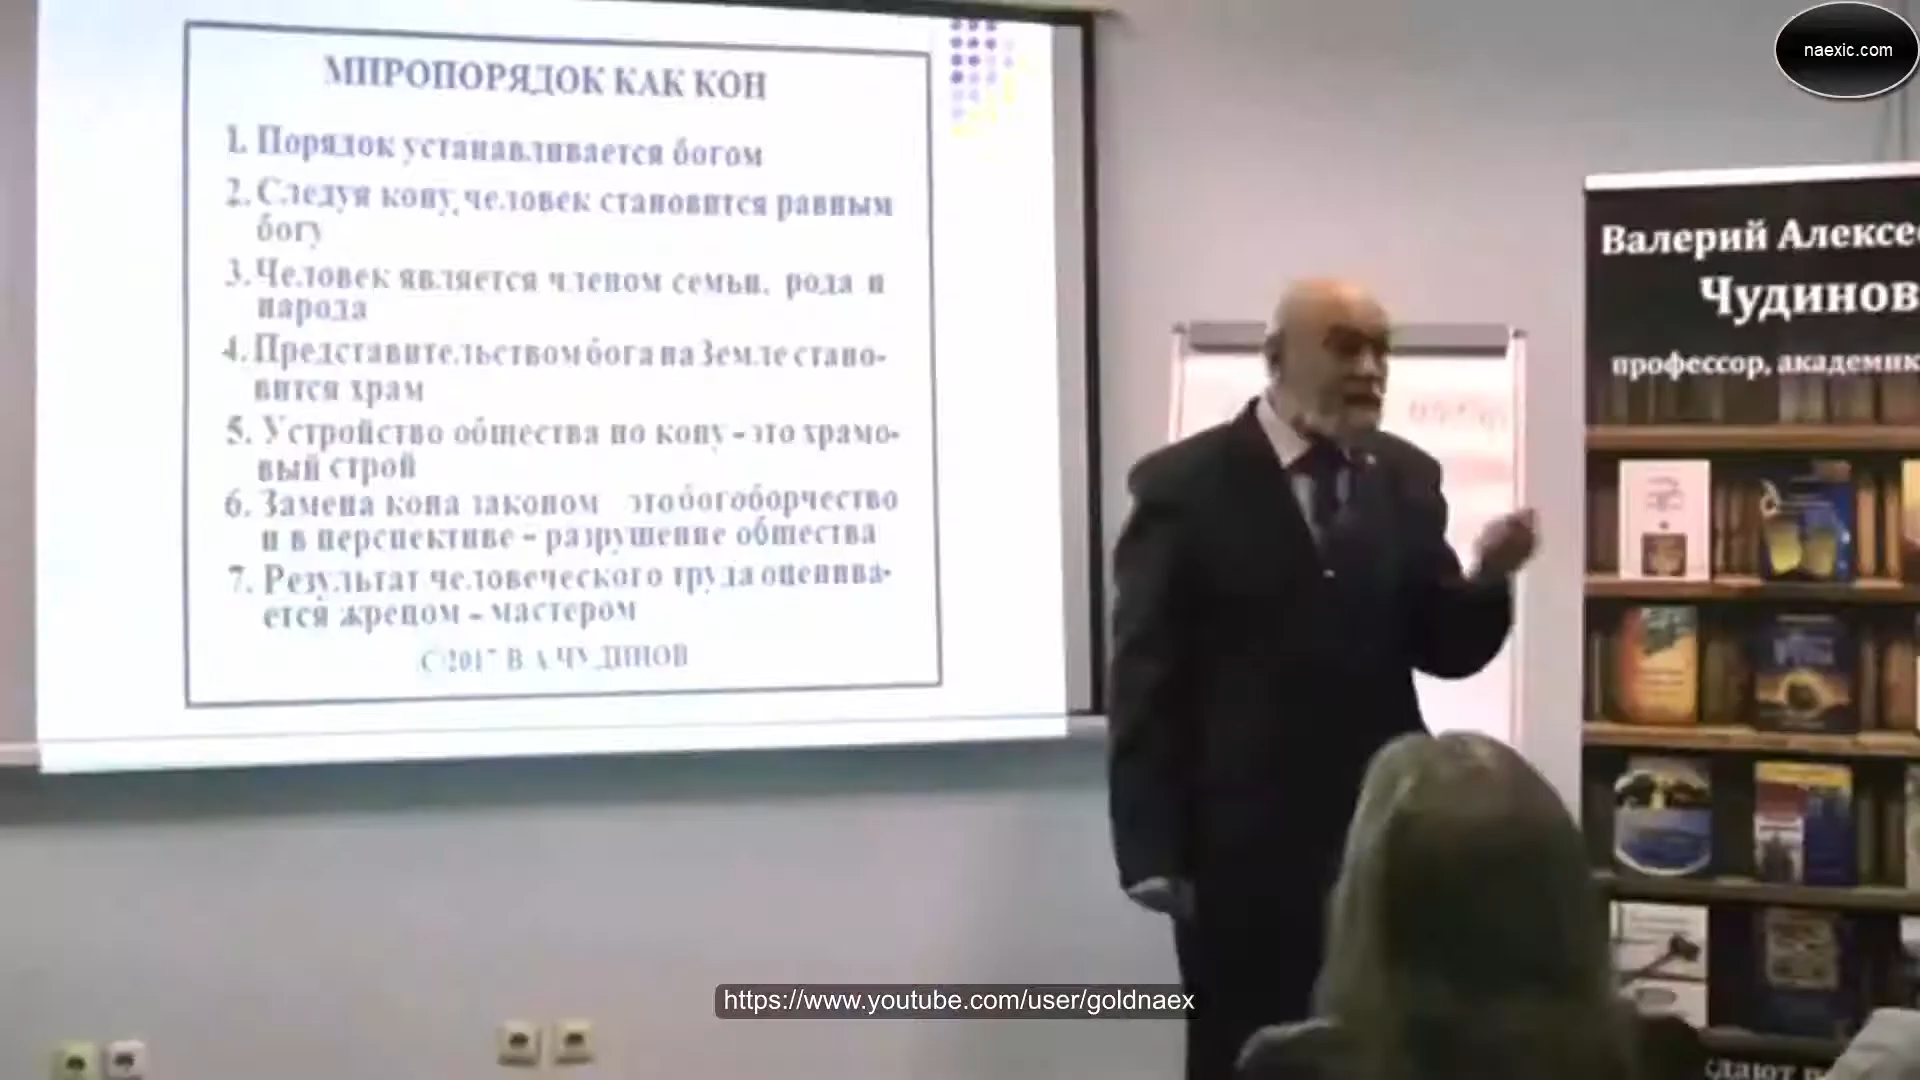 naexic.com
МИРОПОРЯДОК КАК КОН
1. Порядок устанавливается богом
2. Следуя кону, человек становится равным
богу
3. Человек является членом семьи, рода и
народа
4. Представительством бога на Земле стано-
вится храм
5. Устройство общества по кону – это храмо-
вый строй
6. Замена кона законом это богоборчество
и в перспективе – разрушение общества
7. Результат человеческого труда оценива-
ется жрецом – мастером
© 2017 В.А. ЧУДИНОВ
Валерий Алексе
Чудинов
профессор, академик
https://www.youtube.com/user/goldnaex